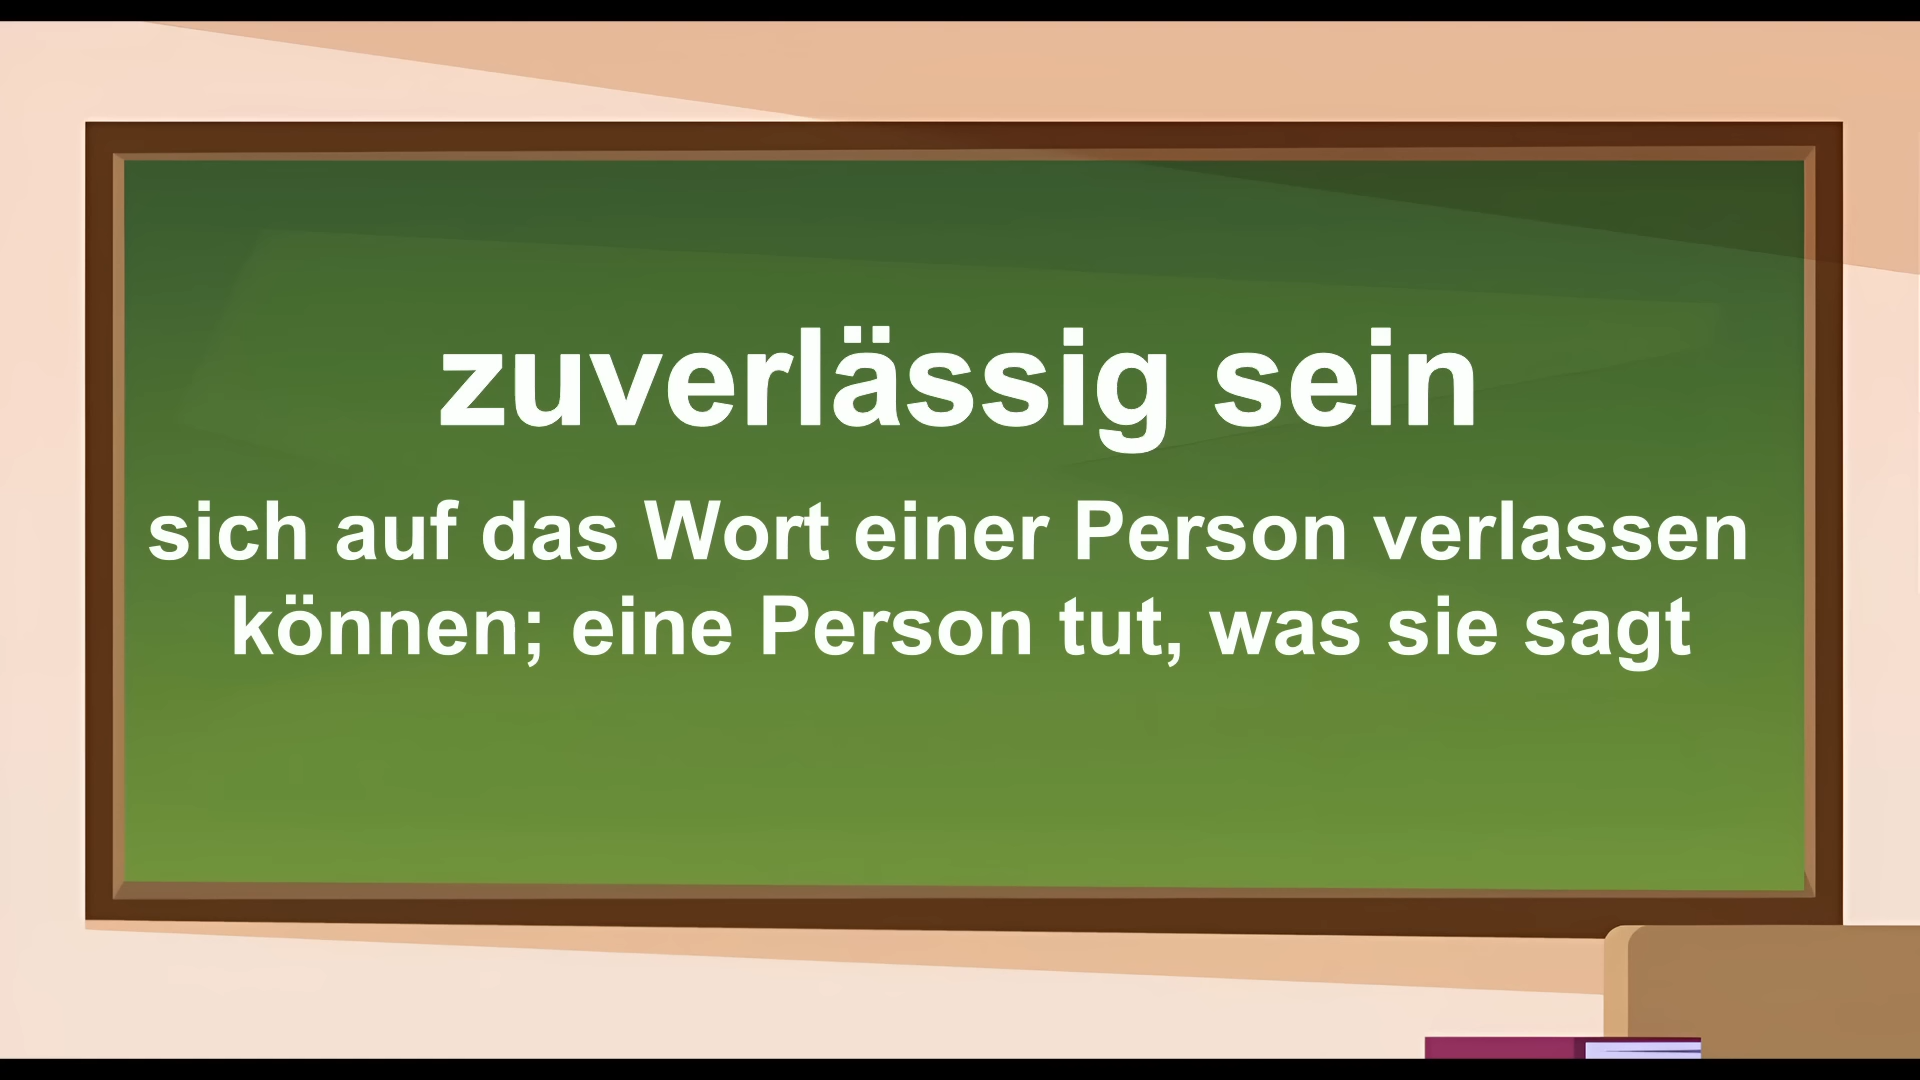 zuverlässig sein
sich auf das Wort einer Person verlassen
können; eine Person tut, was sie sagt